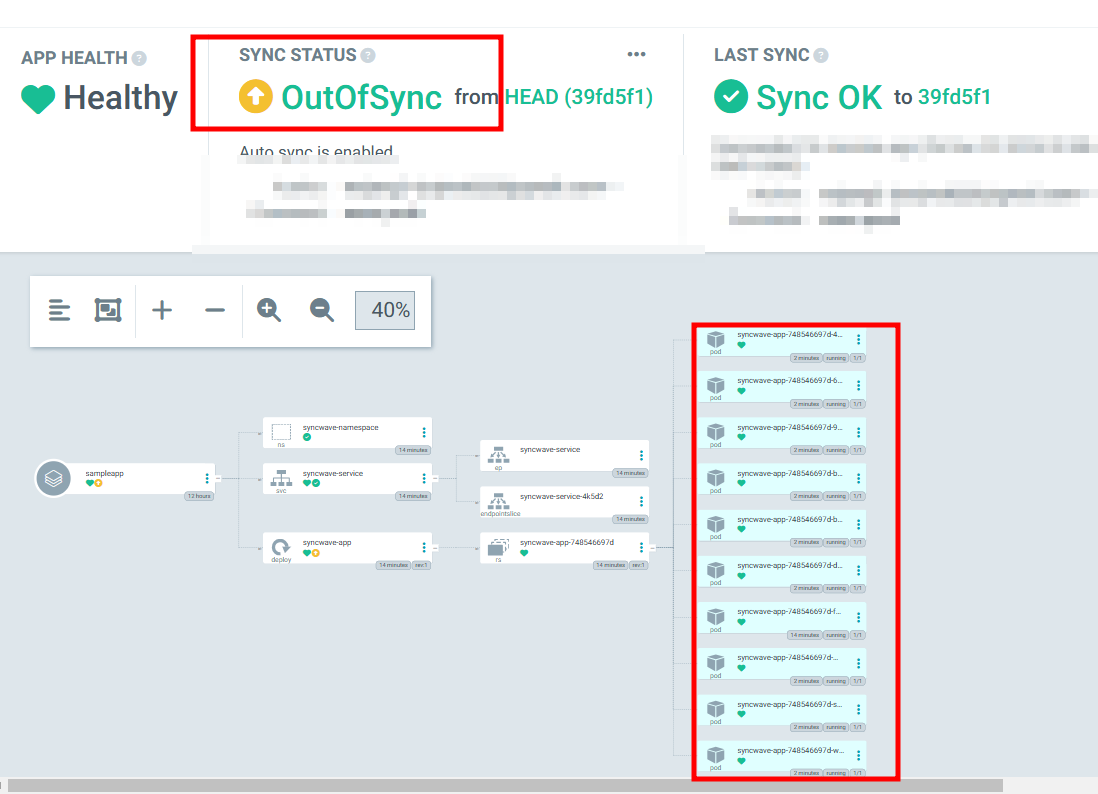 APP HEALTH ?
Healthy
SYNC STATUS ?
OutOfSync from HEAD (39fd5f1)
Auto sync is enabled.
LAST SYNC ?
Sync OK to 39fd5f1
40%
sampleapp
12 hours
syncwave-namespace
ns
14 minutes
syncwave-service
svc
14 minutes
syncwave-app
deploy
14 minutes rev:1
syncwave-service
ep
14 minutes
syncwave-service-4k5d2
endpointslice
14 minutes
syncwave-app-748546697d
rs
14 minutes rev:1
syncwave-app-748546697d-4...
pod
2 minutes running 1/1
syncwave-app-748546697d-6...
pod
2 minutes running 1/1
syncwave-app-748546697d-9...
pod
2 minutes running 1/1
syncwave-app-748546697d-b...
pod
2 minutes running 1/1
syncwave-app-748546697d-b...
pod
2 minutes running 1/1
syncwave-app-748546697d-d...
pod
2 minutes running 1/1
syncwave-app-748546697d-f...
pod
14 minutes running 1/1
syncwave-app-748546697d-...
pod
2 minutes running 1/1
syncwave-app-748546697d-s...
pod
2 minutes running 1/1
syncwave-app-748546697d-w...
pod
2 minutes running 1/1